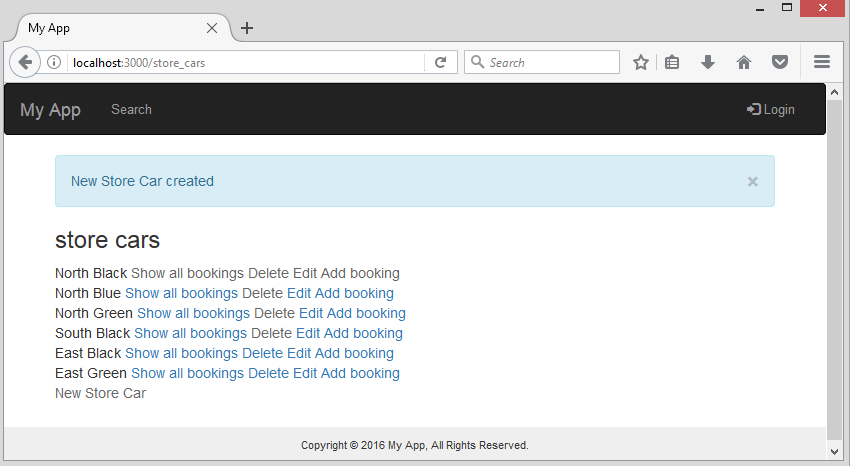 My App
localhost:3000/store_cars
Search
My App Search Login
New Store Car created ×
store cars
North Black Show all bookings Delete Edit Add booking
North Blue Show all bookings Delete Edit Add booking
North Green Show all bookings Delete Edit Add booking
South Black Show all bookings Delete Edit Add booking
East Black Show all bookings Delete Edit Add booking
East Green Show all bookings Delete Edit Add booking
New Store Car
Copyright © 2016 My App, All Rights Reserved.